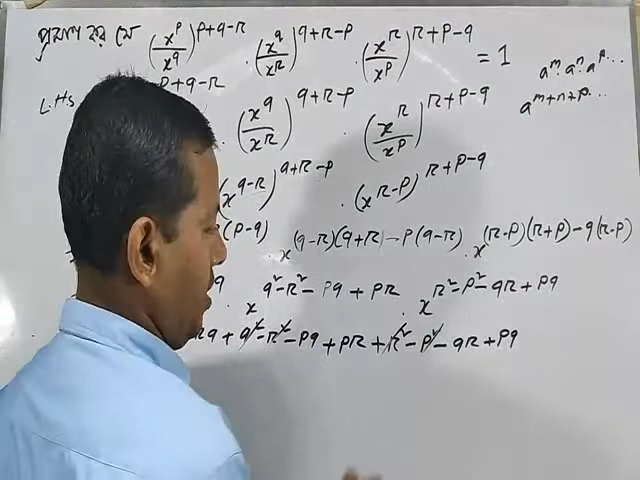 প্রমাণ কর যে (x^p/x^q)^{p+q-r} · (x^q/x^r)^{q+r-p} · (x^r/x^p)^{r+p-q} = 1
a^m. a^n. a^p...
L.H.S p+q-r (x^q/x^r)^{q+r-p} · (x^r/x^p)^{r+p-q}
a^{m+n+p...}
(x^{q-r})^{q+r-p} · (x^{r-p})^{r+p-q}
(p-q) · x^{(q-r)(q+r)-p(q-r)} · x^{(r-p)(r+p)-q(r-p)}
q · x^{q²-r²-pq+pr} · x^{r²-p²-qr+pq}
rq+q²-r²-pq+pr+r²-p²-qr+pq